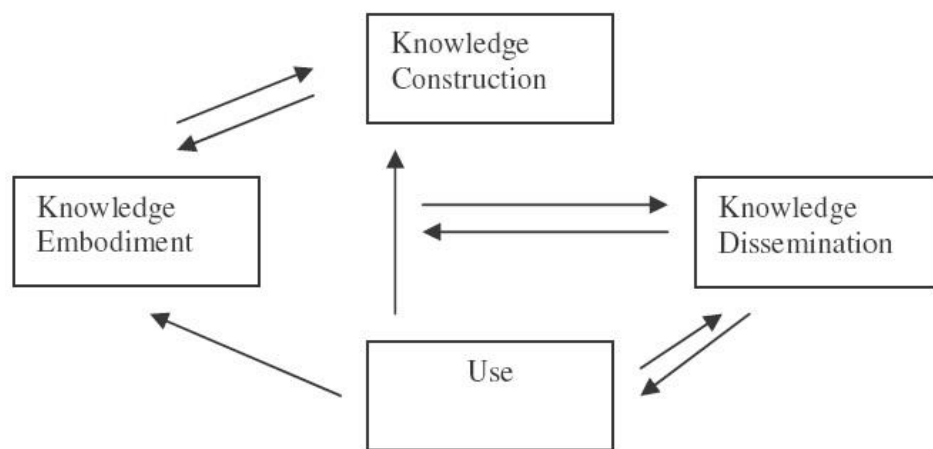 Knowledge
Construction
Knowledge
Embodiment
Knowledge
Dissemination
Use